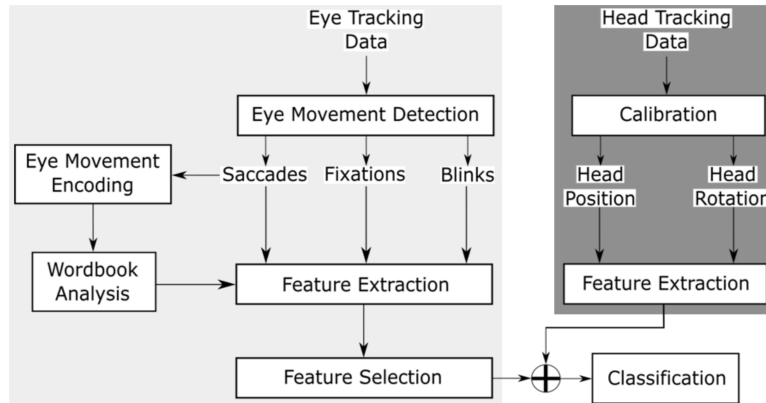 Eye Tracking
Data
Head Tracking
Data
Eye Movement Detection
Calibration
Eye Movement
Encoding
Saccades
Fixations
Blinks
Head
Position
Head
Rotation
Wordbook
Analysis
Feature Extraction
Feature Extraction
Feature Selection
Classification